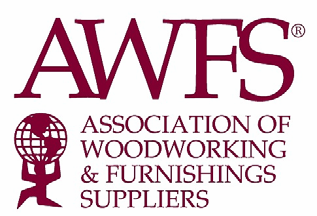 AWFS®
ASSOCIATION OF
WOODWORKING
& FURNISHINGS
SUPPLIERS